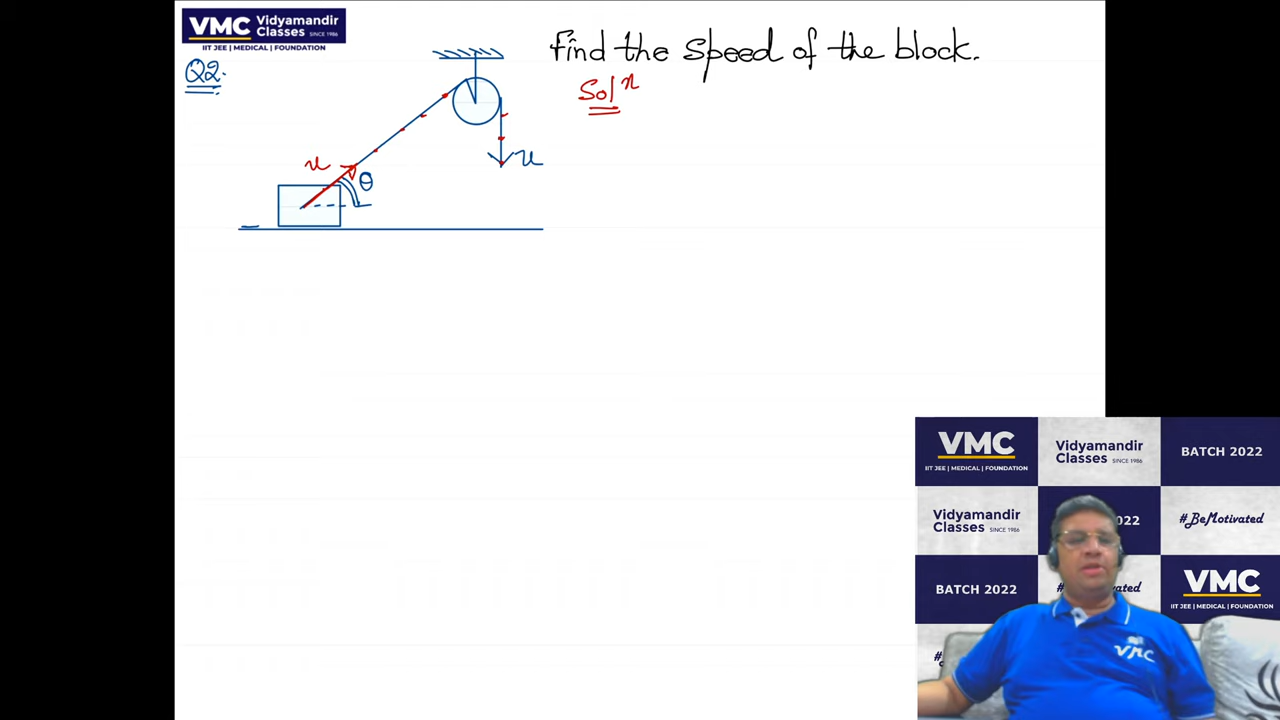 VMC Vidyamandir Classes SINCE 1986
IIT JEE | MEDICAL | FOUNDATION
Find the speed of the block.
Q2.
Solⁿ
u
θ
u
VMC
IIT JEE | MEDICAL | FOUNDATION
Vidyamandir
Classes SINCE 1986
BATCH 2022
Vidyamandir
Classes SINCE 1986
2022
#BeMotivated
BATCH 2022
VMC
IIT JEE | MEDICAL | FOUNDATION
VMC